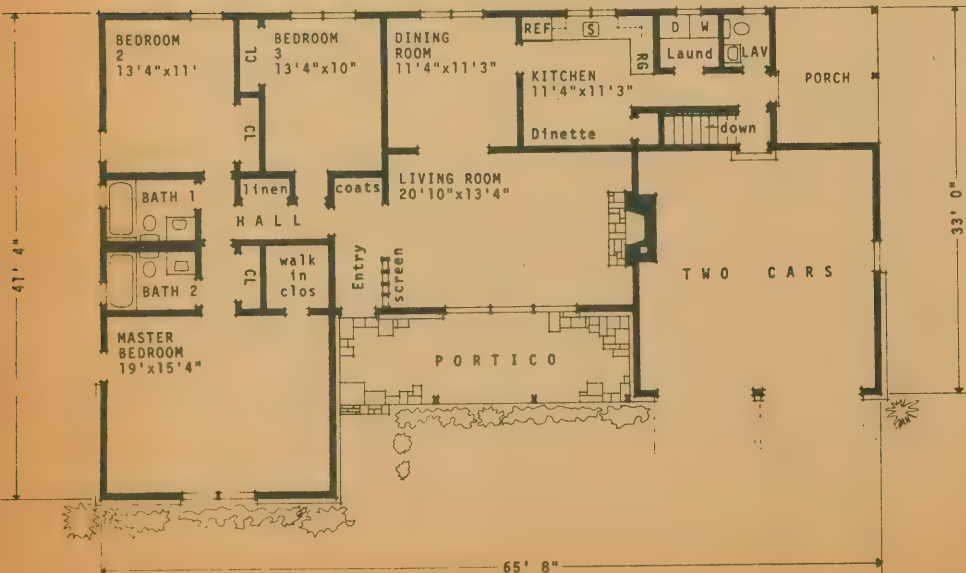 BEDROOM
2
13'4"x11'
CL
BEDROOM
3
13'4"x10"
DINING
ROOM
11'4"x11'3"
REF
S
RG
KITCHEN
11'4"x11'3"
Dinette
D W
Laund
LAV
PORCH
down
CL
linen
coats
LIVING ROOM
20'10"x13'4"
BATH 1
HALL
BATH 2
CL
walk
in
clos
Entry
screen
TWO CARS
MASTER
BEDROOM
19'x15'4"
PORTICO
41' 4"
33' 0"
65' 8"